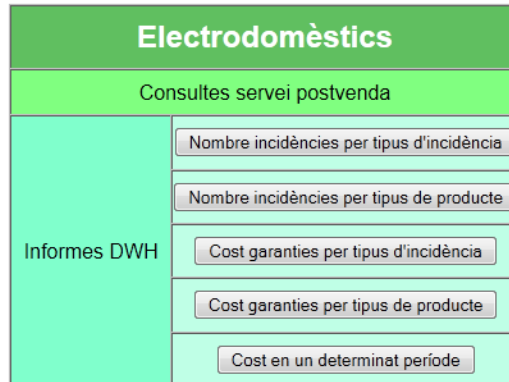 Electrodomèstics
Consultes servei postvenda
Informes DWH
Nombre incidències per tipus d'incidència
Nombre incidències per tipus de producte
Cost garanties per tipus d'incidència
Cost garanties per tipus de producte
Cost en un determinat període